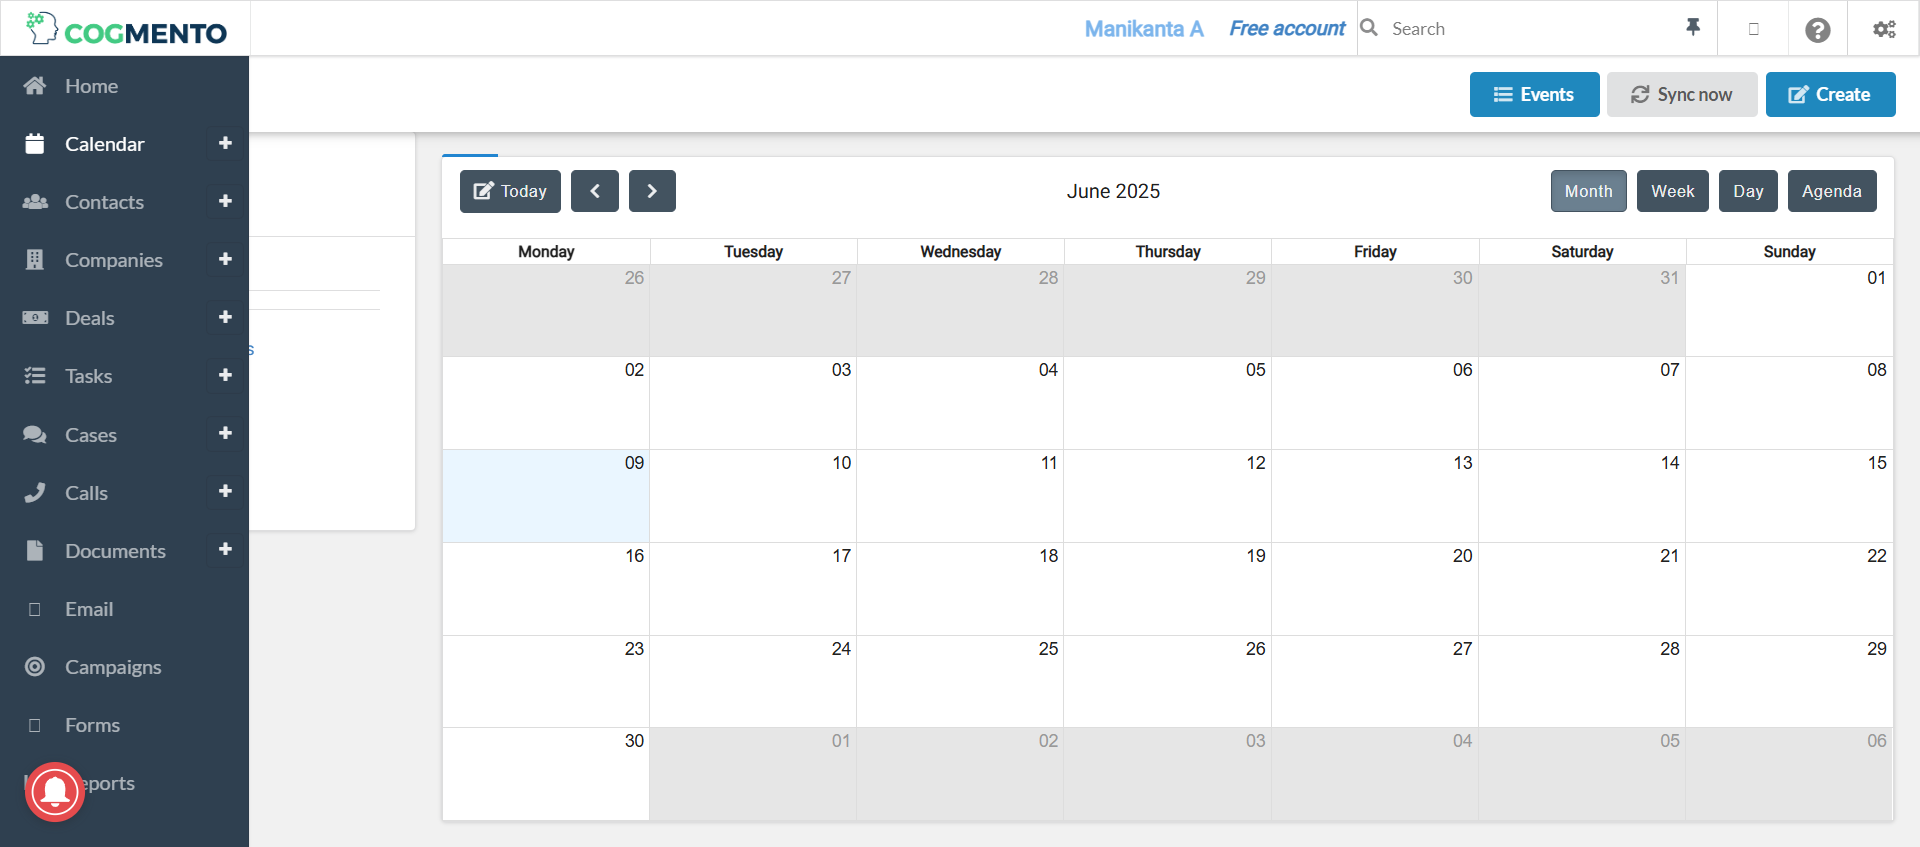 COGMENTO
Manikanta A
Free account
Search
Home
Calendar
Contacts
Companies
Deals
Tasks
Cases
Calls
Documents
Email
Campaigns
Forms
eports
Events
Sync now
Create
s
Today
June 2025
Month
Week
Day
Agenda
Monday Tuesday Wednesday Thursday Friday Saturday Sunday
26 27 28 29 30 31 01
02 03 04 05 06 07 08
09 10 11 12 13 14 15
16 17 18 19 20 21 22
23 24 25 26 27 28 29
30 01 02 03 04 05 06